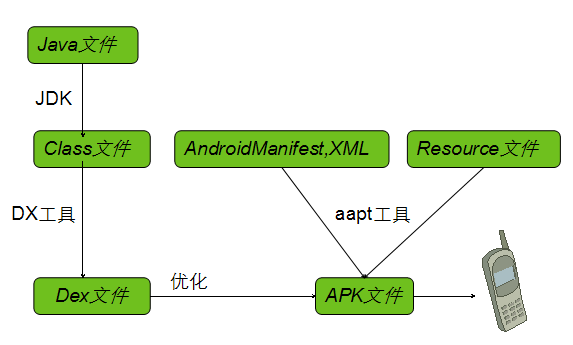 Java文件
JDK
Class文件
AndroidManifest,XML
Resource文件
DX工具
aapt工具
Dex文件
优化
APK文件